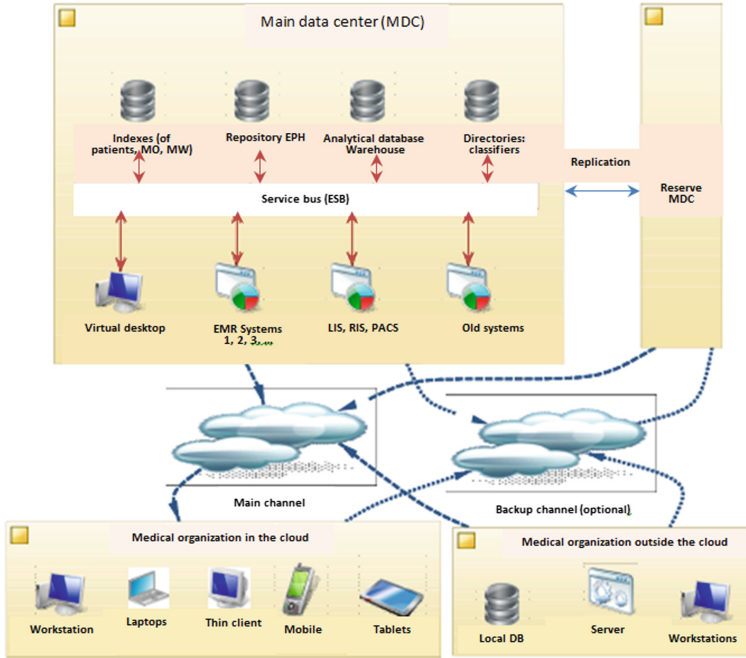 Main data center (MDC)
Indexes (of
patients, MO, MW)
Repository EPH
Analytical database
Warehouse
Directories:
classifiers
Replication
Reserve
MDC
Service bus (ESB)
Virtual desktop
EMR Systems
1, 2, 3, ...
LIS, RIS, PACS
Old systems
Main channel
Backup channel (optional)
Medical organization in the cloud
Workstation
Laptops
Thin client
Mobile
Tablets
Medical organization outside the cloud
Local DB
Server
Workstations